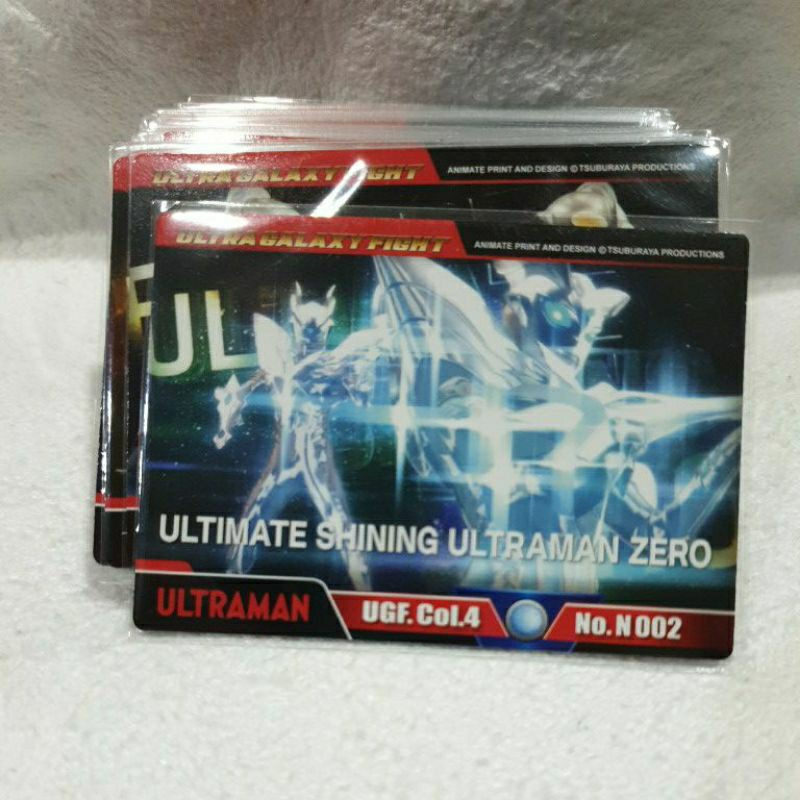 ULTRA GALAXY FIGHT
ANIMATE PRINT AND DESIGN © TSUBURAYA PRODUCTIONS
ULTRA GALAXY FIGHT
ANIMATE PRINT AND DESIGN © TSUBURAYA PRODUCTIONS
UL
ULTIMATE SHINING ULTRAMAN ZERO
ULTRAMAN
UGF. Col.4
No. N 002